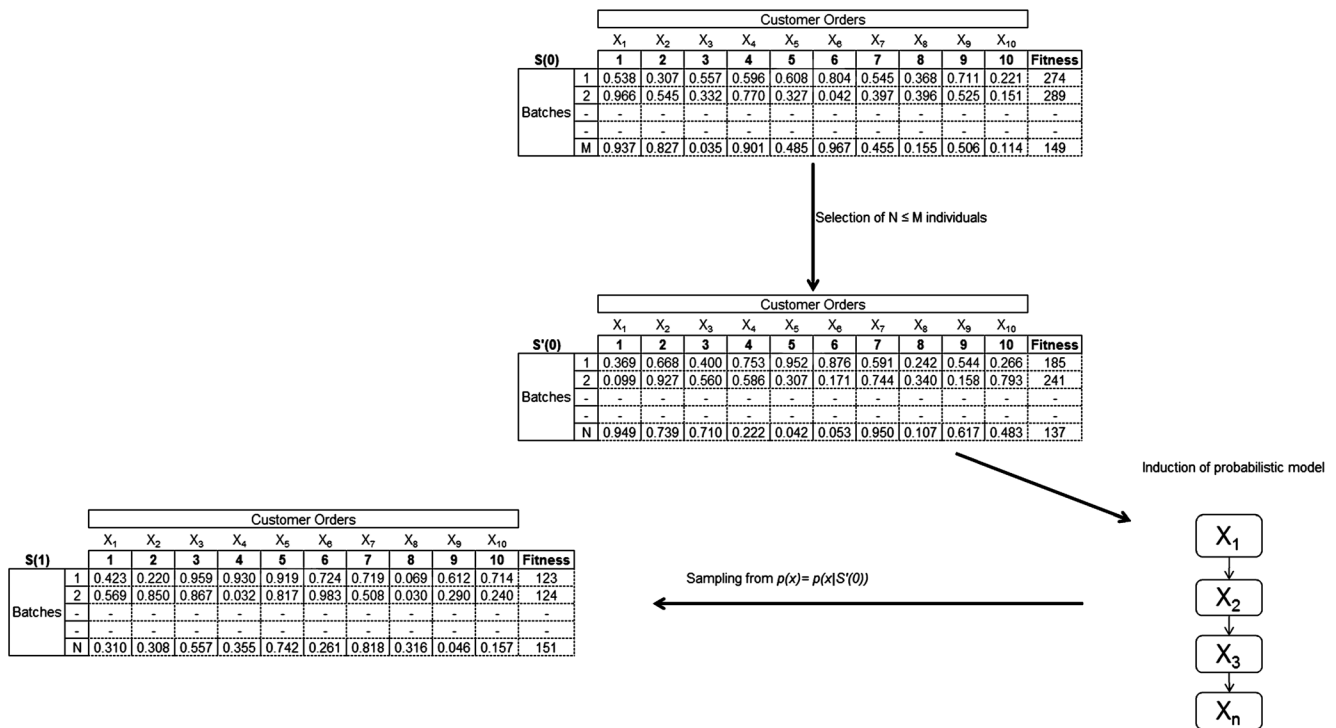 Customer Orders
X₁ X₂ X₃ X₄ X₅ X₆ X₇ X₈ X₉ X₁₀
S(0) 1 2 3 4 5 6 7 8 9 10 Fitness
1 0.538 0.307 0.557 0.596 0.608 0.804 0.545 0.368 0.711 0.221 274
2 0.966 0.545 0.332 0.770 0.327 0.042 0.397 0.396 0.525 0.151 289
Batches - - - - - - - - - - - -
- - - - - - - - - - - -
M 0.937 0.827 0.035 0.901 0.485 0.967 0.455 0.155 0.506 0.114 149
Selection of N ≤ M individuals
Customer Orders
X₁ X₂ X₃ X₄ X₅ X₆ X₇ X₈ X₉ X₁₀
S'(0) 1 2 3 4 5 6 7 8 9 10 Fitness
1 0.369 0.668 0.400 0.753 0.952 0.876 0.591 0.242 0.544 0.266 185
2 0.099 0.927 0.560 0.586 0.307 0.171 0.744 0.340 0.158 0.793 241
Batches - - - - - - - - - - - -
- - - - - - - - - - - -
N 0.949 0.739 0.710 0.222 0.042 0.053 0.950 0.107 0.617 0.483 137
Induction of probabilistic model
X₁
X₂
X₃
Xₙ
Sampling from p(x)= p(x|S'(0))
Customer Orders
X₁ X₂ X₃ X₄ X₅ X₆ X₇ X₈ X₉ X₁₀
S(1) 1 2 3 4 5 6 7 8 9 10 Fitness
1 0.423 0.220 0.959 0.930 0.919 0.724 0.719 0.069 0.612 0.714 123
2 0.569 0.850 0.867 0.032 0.817 0.983 0.508 0.030 0.290 0.240 124
Batches - - - - - - - - - - - -
- - - - - - - - - - - -
N 0.310 0.308 0.557 0.355 0.742 0.261 0.818 0.316 0.046 0.157 151